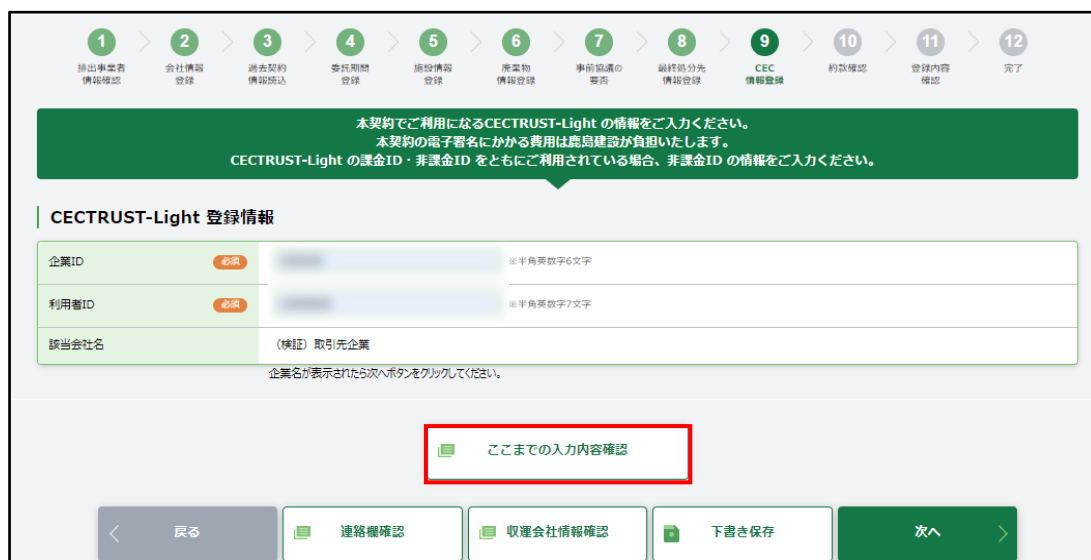 1 2 3 4 5 6 7 8 9 10 11 12
排出事業者 会社情報 過去契約 委託期間 施設情報 廃棄物 事前協議の 最終処分先 CEC 約款確認 登録内容 完了
情報確認 登録 情報読込 登録 登録 情報登録 要否 情報登録 情報登録 確認
本契約でご利用になるCECTRUST-Light の情報をご入力ください。
本契約の電子署名にかかる費用は鹿島建設が負担いたします。
CECTRUST-Light の課金ID・非課金ID をともにご利用されている場合、非課金ID の情報をご入力ください。
CECTRUST-Light 登録情報
企業ID 必須 ※半角英数字6文字
利用者ID 必須 ※半角英数字7文字
該当会社名 （検証）取引先企業
企業名が表示されたら次へボタンをクリックしてください。
ここまでの入力内容確認
戻る 連絡欄確認 収運会社情報確認 下書き保存 次へ